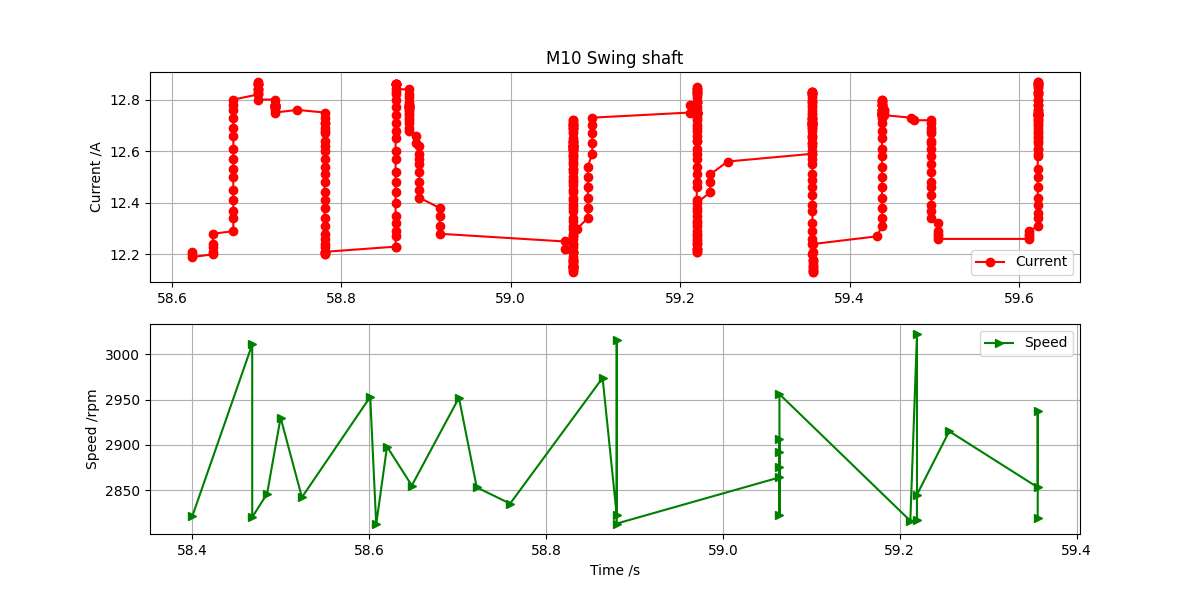 M10 Swing shaft
Current /A
12.8
12.6
12.4
12.2
Current
58.6 58.8 59.0 59.2 59.4 59.6
Speed /rpm
3000
2950
2900
2850
Speed
58.4 58.6 58.8 59.0 59.2 59.4
Time /s